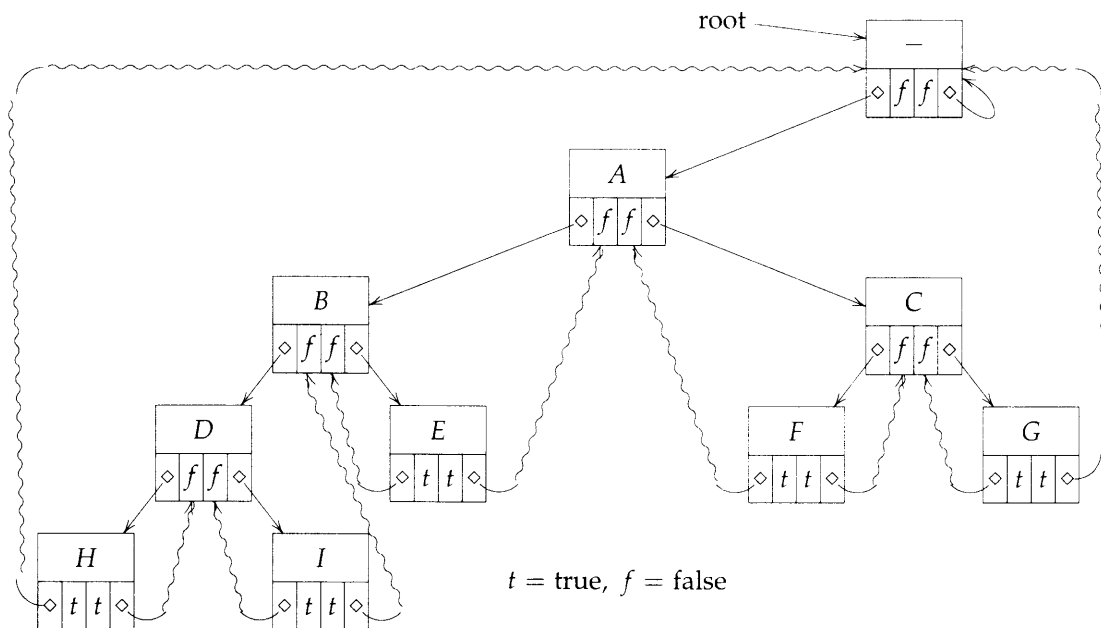 root
—
f f
A
f f
B
C
f f
f f
D
E
F
G
f f
t t
t t
t t
H
I
t = true, f = false
t t
t t